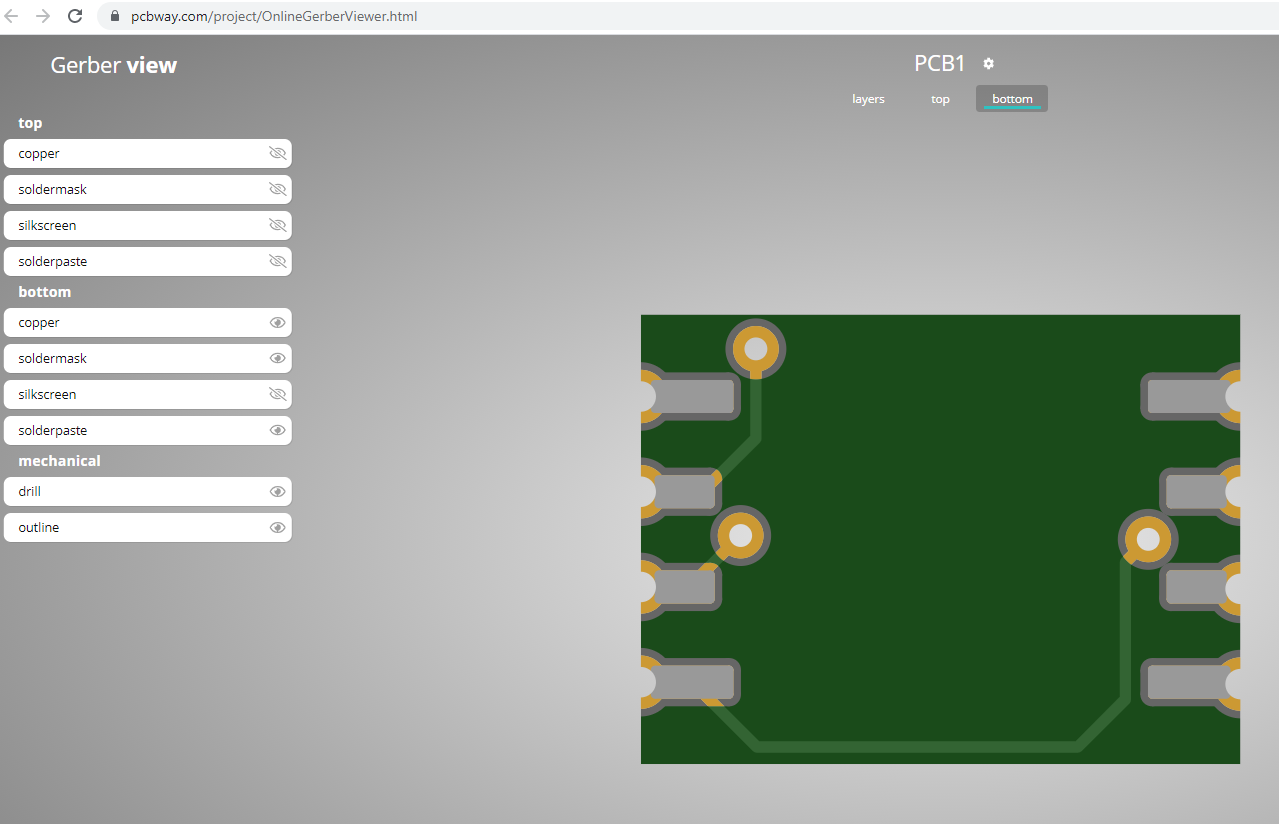 pcbway.com/project/OnlineGerberViewer.html
Gerber view
PCB1
layers
top
bottom
top
copper
soldermask
silkscreen
solderpaste
bottom
copper
soldermask
silkscreen
solderpaste
mechanical
drill
outline